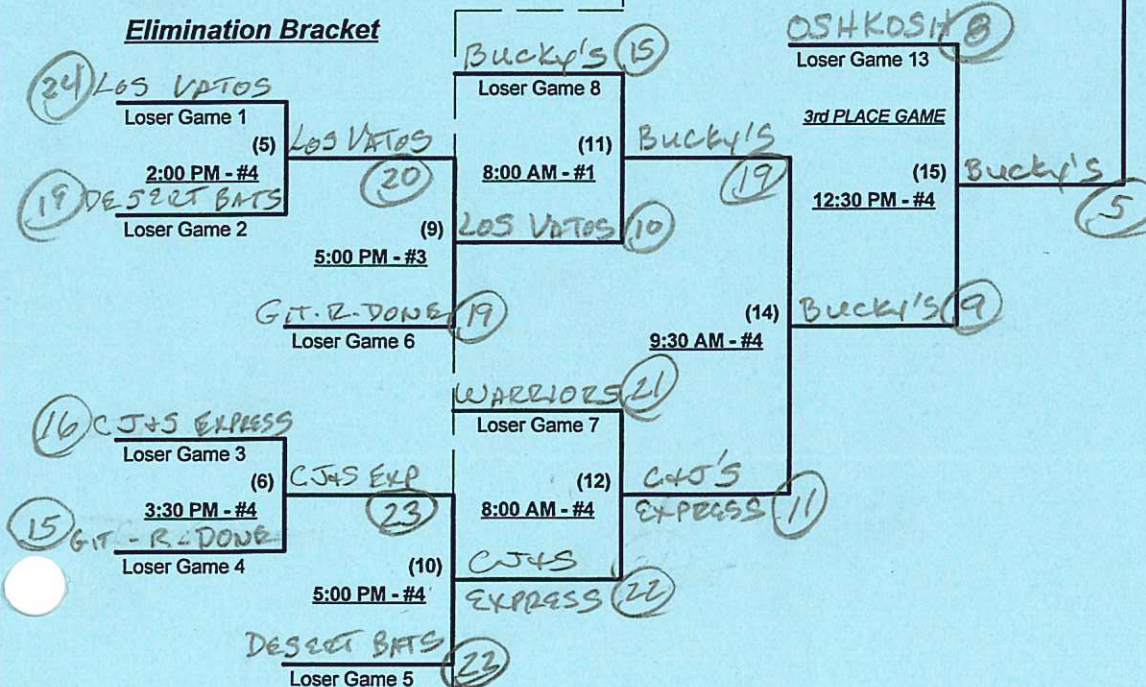 Elimination Bracket
24 LOS VATOS
Loser Game 1
(5)
2:00 PM - #4
19 DESERT BATS
Loser Game 2
LOS VATOS
20
(9)
5:00 PM - #3
GIT-R-DONE 19
Loser Game 6
16 CJ+S EXPRESS
Loser Game 3
(6)
3:30 PM - #4
15 GIT-R-DONE
Loser Game 4
CJ+S EXP
23
(10)
5:00 PM - #4
DESERT BATS 22
Loser Game 5
BUCKY'S 15
Loser Game 8
(11)
8:00 AM - #1
LOS VATOS 10
WARRIORS 21
Loser Game 7
(12)
8:00 AM - #4
CJ+S
EXPRESS 22
BUCKY'S
19
(14)
9:30 AM - #4
C+J'S
EXPRESS 11
OSHKOSH 8
Loser Game 13
3rd PLACE GAME
(15)
12:30 PM - #4
BUCKY'S 9
BUCKY'S
5